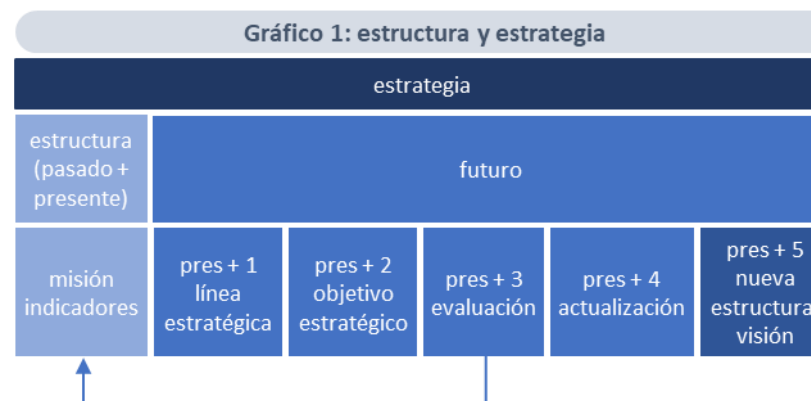 Gráfico 1: estructura y estrategia
estrategia
estructura
(pasado +
presente)
futuro
misión
indicadores
pres + 1
línea
estratégica
pres + 2
objetivo
estratégico
pres + 3
evaluación
pres + 4
actualización
pres + 5
nueva
estructura
visión